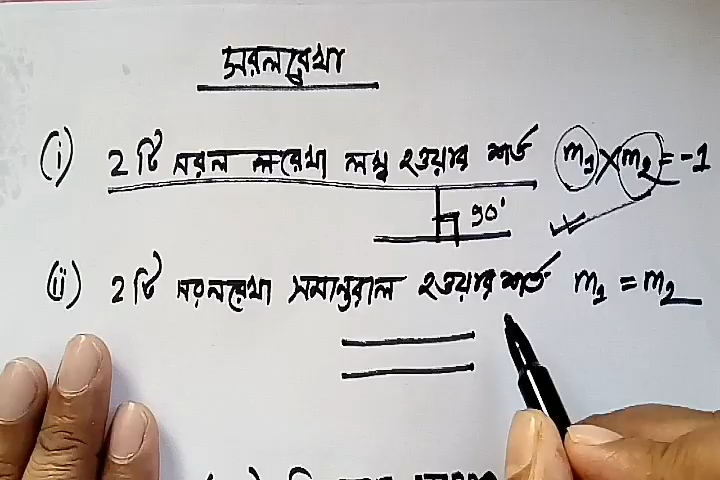 সরলরেখা
(i) 2 টি সরল লরেখা লম্ব হওয়ার শর্ত m₁ × m₂ = -1
90°
(ii) 2 টি সরলরেখা সমান্তরাল হওয়ার শর্ত m₁ = m₂